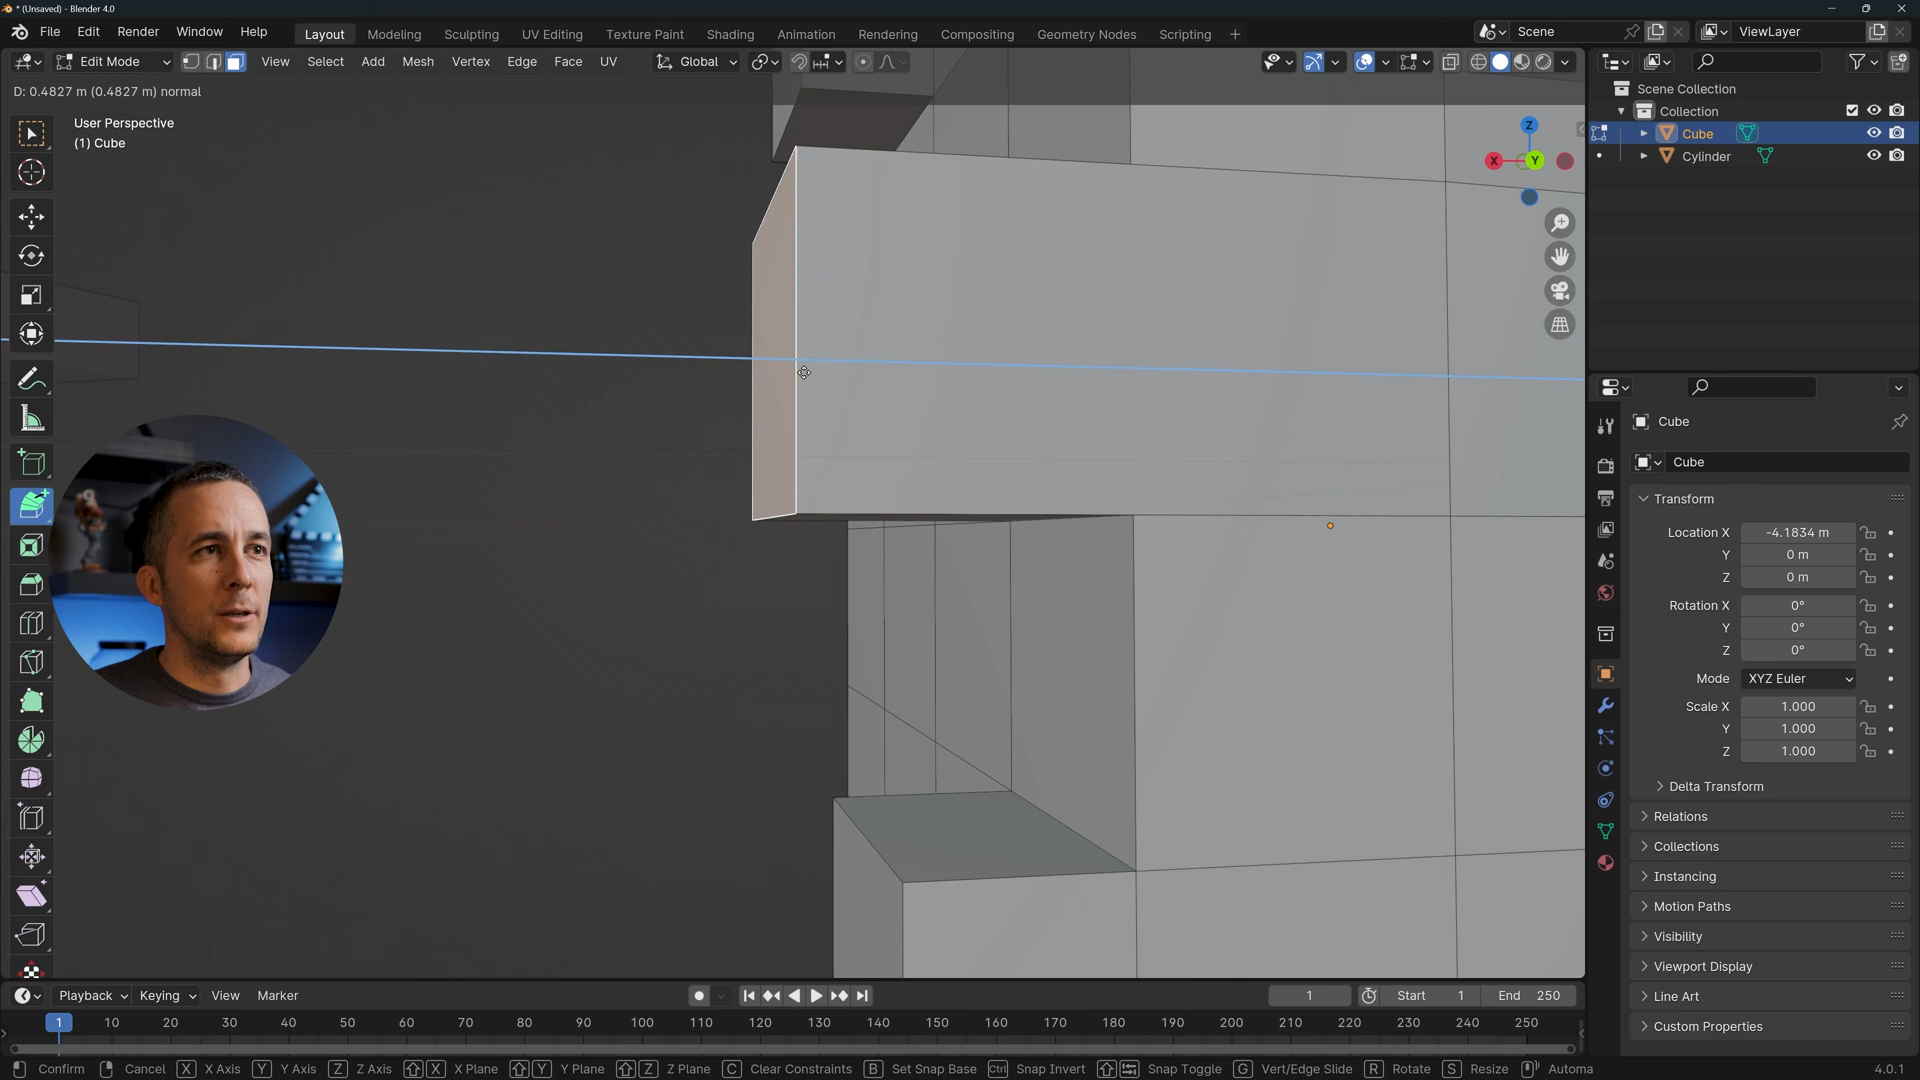 * (Unsaved) - Blender 4.0
File Edit Render Window Help
Layout Modeling Sculpting UV Editing Texture Paint Shading Animation Rendering Compositing Geometry Nodes Scripting +
Scene
ViewLayer
Edit Mode View Select Add Mesh Vertex Edge Face UV Global
D: 0.4827 m (0.4827 m) normal
User Perspective
(1) Cube
Z
X
Y
Scene Collection
Collection
Cube
Cylinder
Cube
Cube
Transform
Location X -4.1834 m
Y 0 m
Z 0 m
Rotation X 0°
Y 0°
Z 0°
Mode XYZ Euler
Scale X 1.000
Y 1.000
Z 1.000
Delta Transform
Relations
Collections
Instancing
Motion Paths
Visibility
Viewport Display
Line Art
Custom Properties
Playback Keying View Marker 1 Start 1 End 250
1 10 20 30 40 50 60 70 80 90 100 110 120 130 140 150 160 170 180 190 200 210 220 230 240 250
Confirm Cancel X X Axis Y Y Axis Z Z Axis X X Plane Y Y Plane Z Z Plane C Clear Constraints B Set Snap Base Ctrl Snap Invert Snap Toggle G Vert/Edge Slide R Rotate S Resize Automa 4.0.1